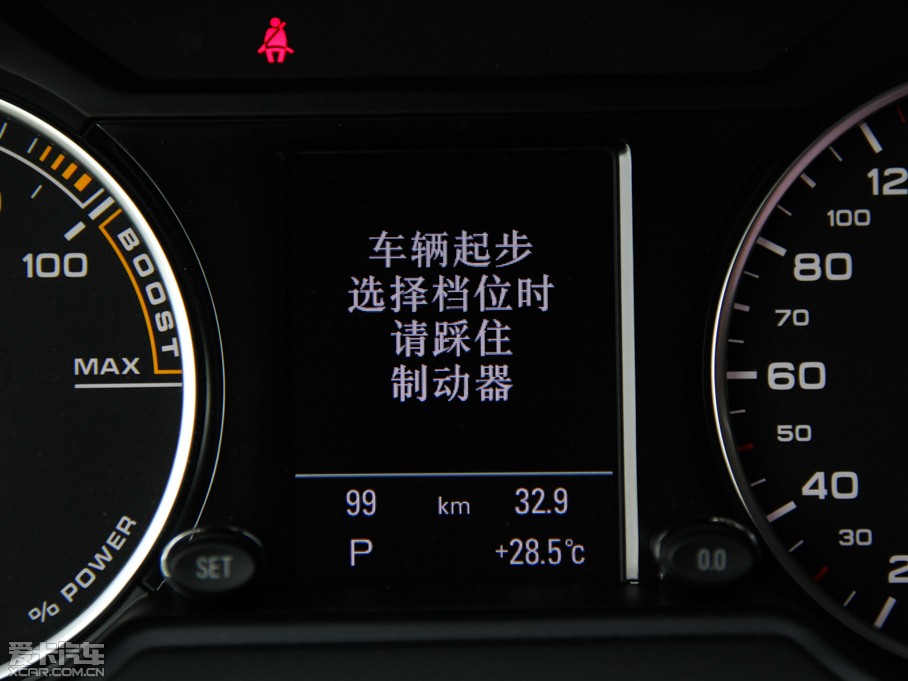 车辆起步
选择档位时
请踩住
制动器
99 km 32.9
P +28.5℃
SET
0.0
100
BOOST
MAX
% POWER
12
100
80
70
60
50
40
30
2
爱卡汽车
XCAR.COM.CN